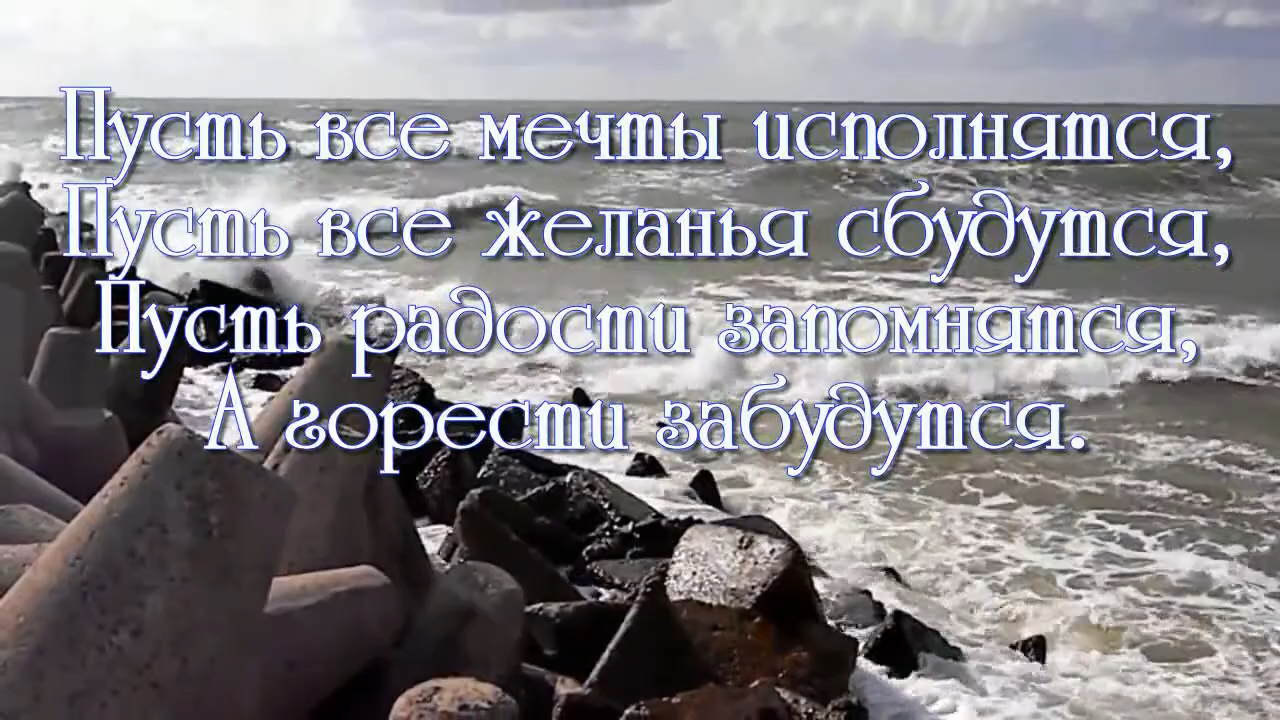 Пусть все мечты исполнятся,
Пусть все желанья сбудутся,
Пусть радости запомнятся,
А горести забудутся.